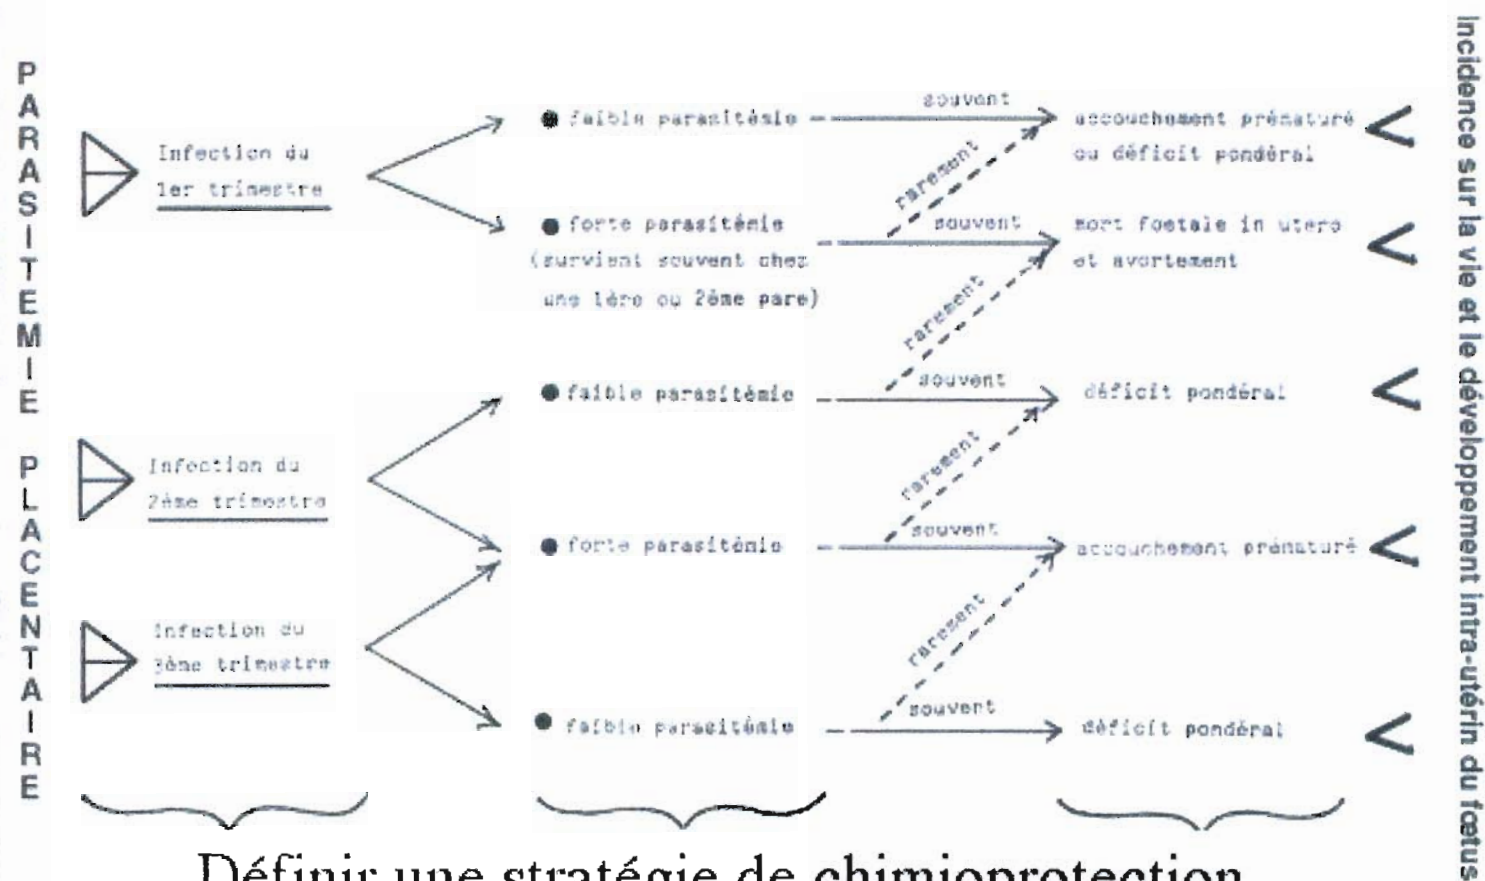 PARASITEMIE PLACENTAIRE
Infection du
1er trimestre
faible parasitémie
souvent
accouchement prématuré
ou déficit pondéral
rarement
forte parasitémie
(survient souvent chez
une 1ère ou 2ème pare)
souvent
mort foetale in utero
et avortement
rarement
Infection du
2ème trimestre
faible parasitémie
souvent
déficit pondéral
rarement
forte parasitémie
souvent
accouchement prématuré
rarement
Infection du
3ème trimestre
faible parasitémie
souvent
déficit pondéral
Incidence sur la vie et le développement intra-utérin du fœtus
Définir une stratégie de chimioprotection